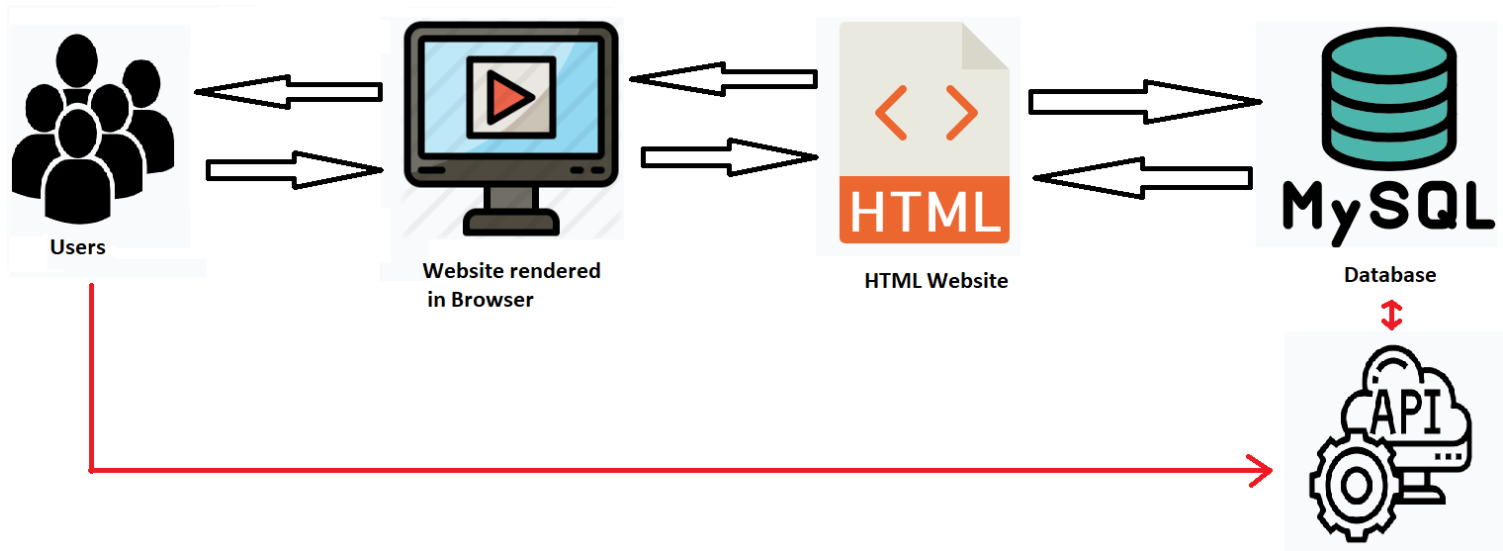 HTML
MySQL
Users
Website rendered
in Browser
HTML Website
Database
API